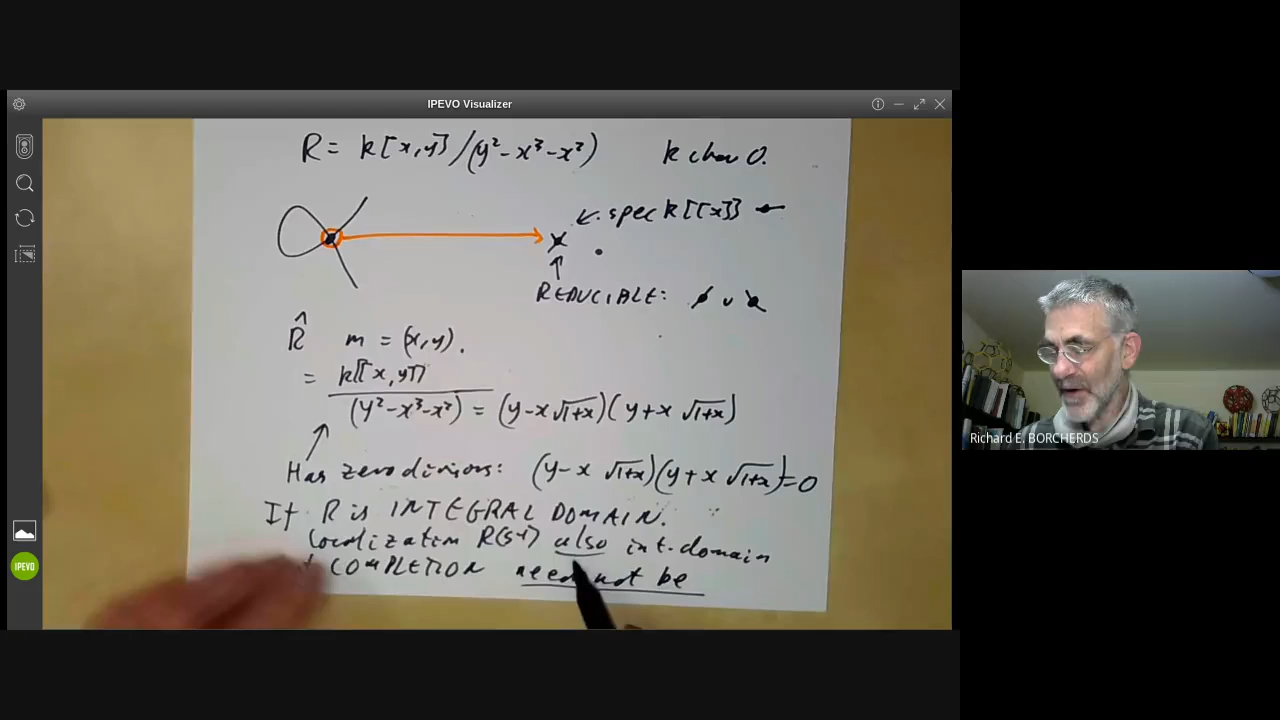 IPEVO Visualizer
R = k[x,y]/(y²-x³-x²) k char 0.
spec k[[x]]
REDUCIBLE: ∪
R̂ m = (x,y).
= k[[x,y]]
(y²-x³-x²) = (y-x√1+x)(y+x √1+x)
Has zero divisors: (y-x √1+x)(y+x √1+x)=0
If R is INTEGRAL DOMAIN.
localization R[S⁻¹] also int.domain
COMPLETION need not be
Richard E. BORCHERDS
IPEVO